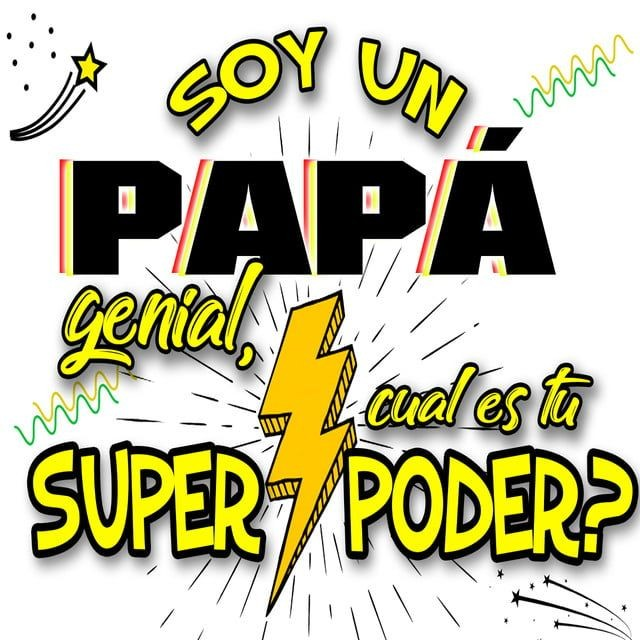 SOY UN
PAPÁ
genial,
cual es tu
SUPER PODER?